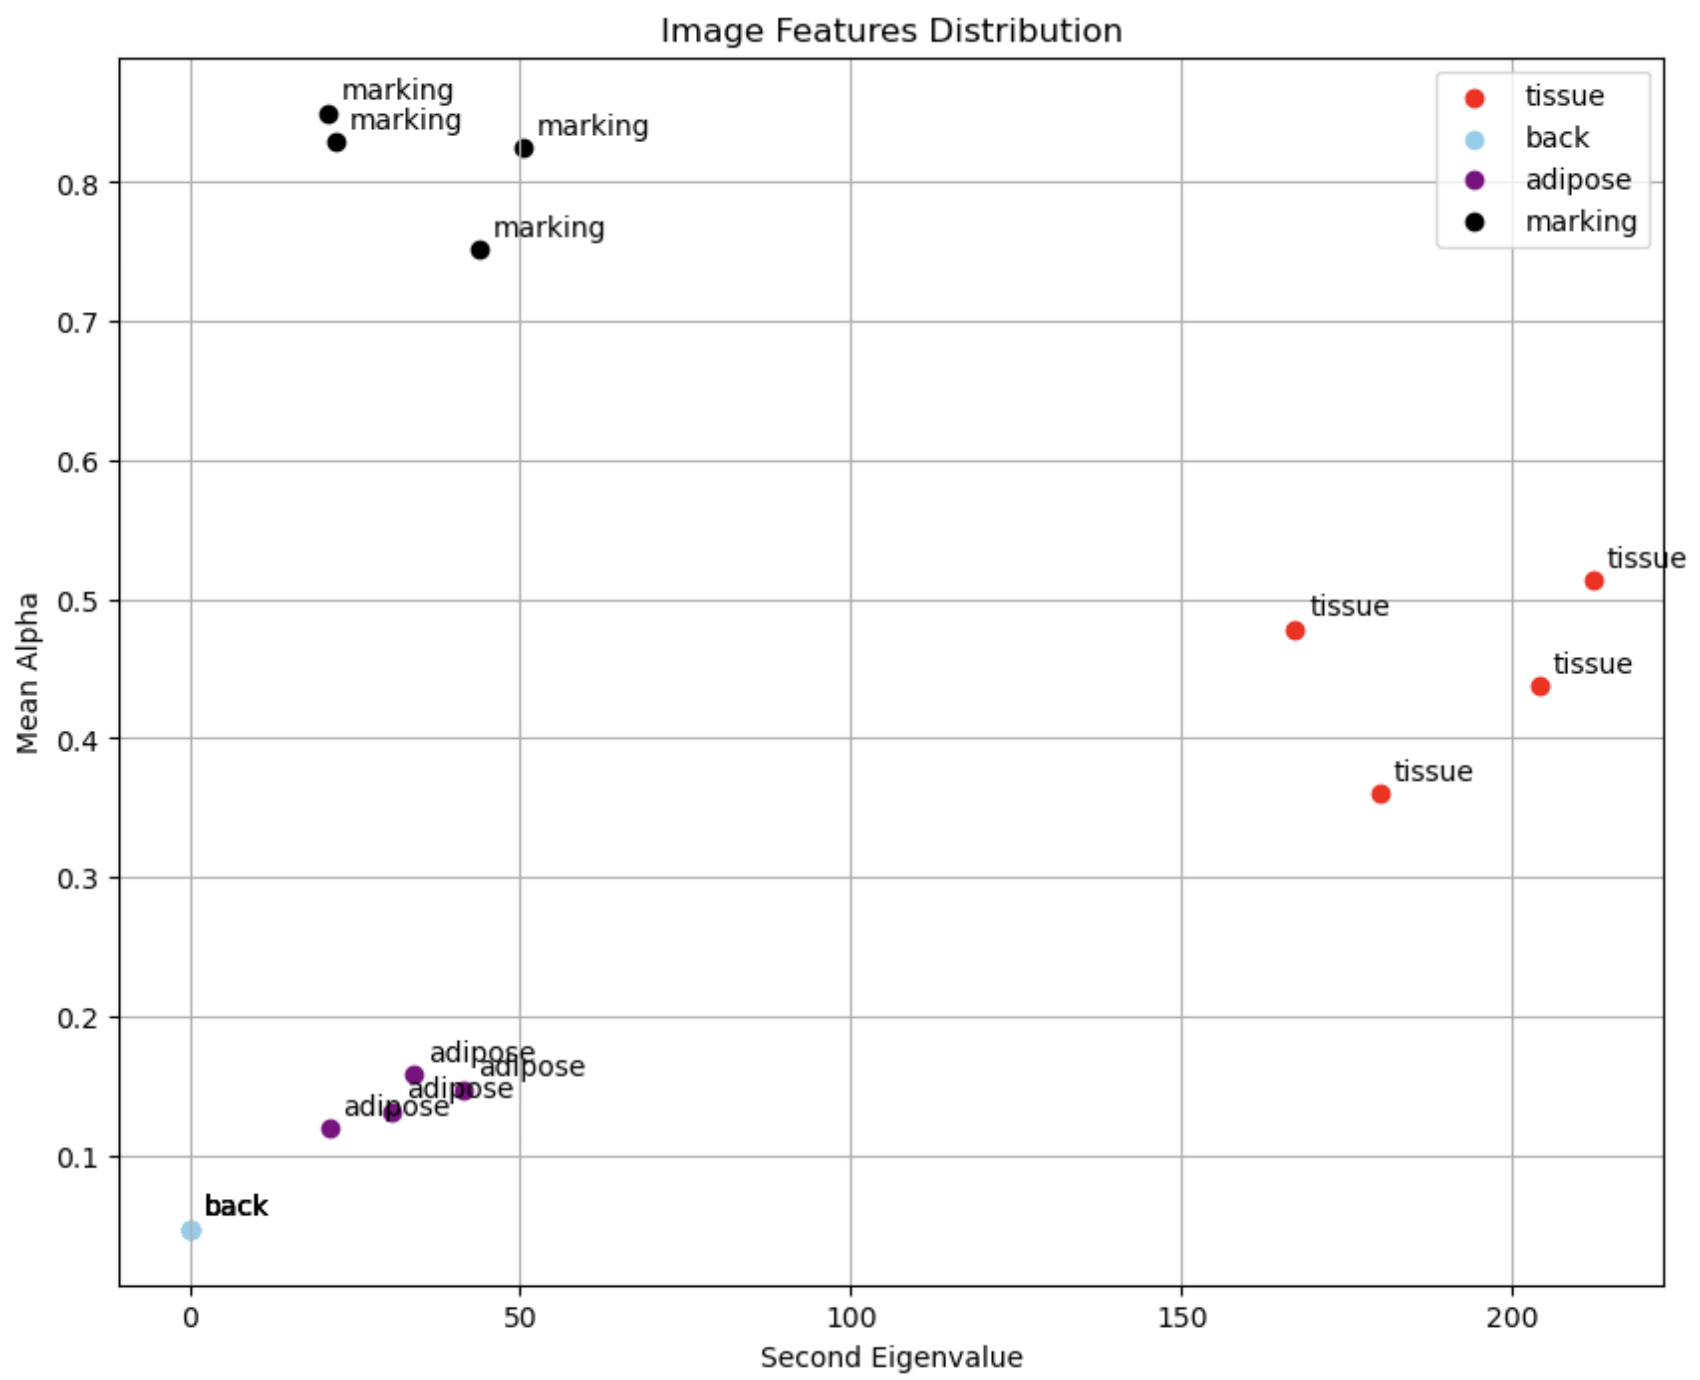 Image Features Distribution
marking
marking
marking
marking
tissue
back
adipose
marking
0.8
0.7
0.6
0.5
0.4
0.3
0.2
0.1
Mean Alpha
tissue
tissue
tissue
tissue
adipose
adipose
adipose
adipose
back
0
50
100
150
200
Second Eigenvalue